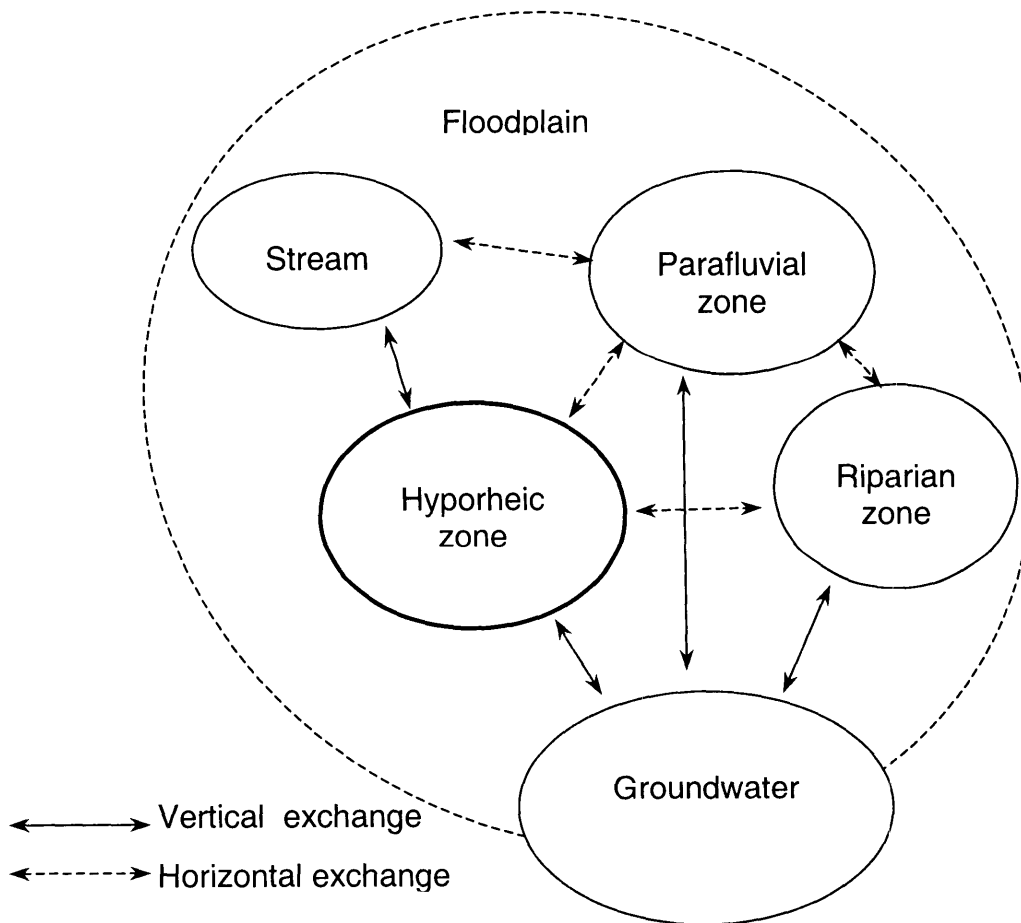 Floodplain
Stream
Parafluvial
zone
Hyporheic
zone
Riparian
zone
Groundwater
Vertical exchange
Horizontal exchange